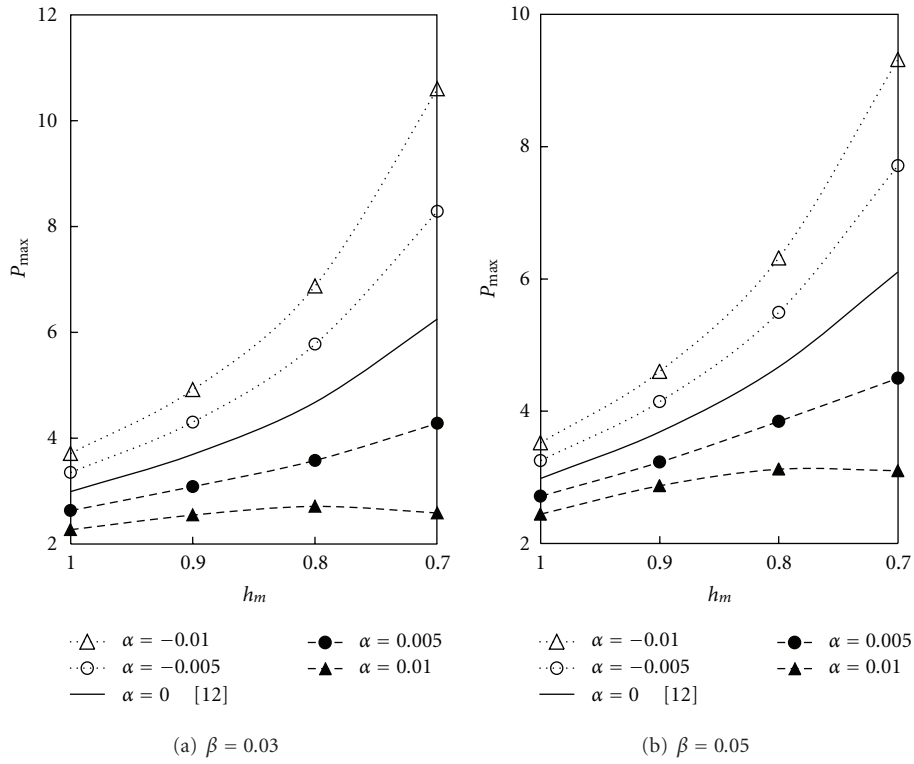 12
10
8
6
4
2
P_max
1
0.9
0.8
0.7
h_m
α = −0.01
α = −0.005
α = 0 [12]
α = 0.005
α = 0.01
(a) β = 0.03
10
8
6
4
2
P_max
1
0.9
0.8
0.7
h_m
α = −0.01
α = −0.005
α = 0 [12]
α = 0.005
α = 0.01
(b) β = 0.05